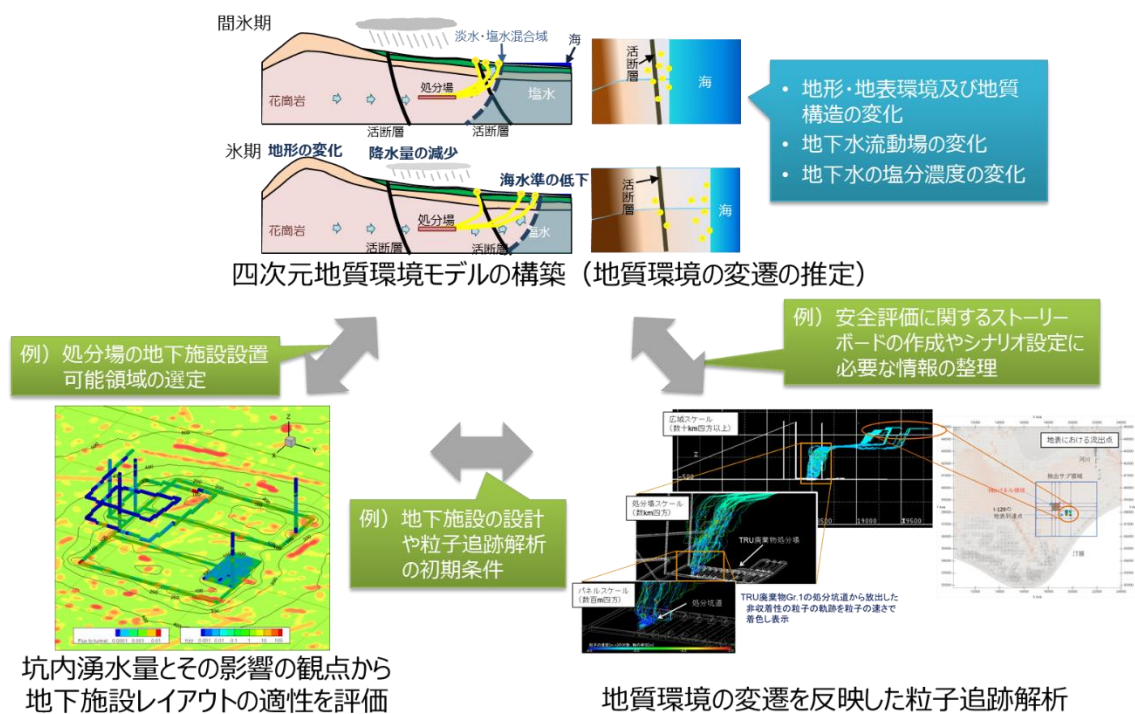 間氷期
淡水・塩水混合域
海
処分場
花崗岩
塩水
活断層
活断層
活断層
海
・ 地形・地表環境及び地質
構造の変化
・ 地下水流動場の変化
・ 地下水の塩分濃度の変化
氷期
地形の変化
降水量の減少
海水準の低下
処分場
花崗岩
塩水
活断層
活断層
活断層
海
四次元地質環境モデルの構築（地質環境の変遷の推定）
例）処分場の地下施設設置
可能領域の選定
例）安全評価に関するストーリー
ボードの作成やシナリオ設定に
必要な情報の整理
例）地下施設の設計
や粒子追跡解析
の初期条件
Z
X
Y
坑内湧水量とその影響の観点から
地下施設レイアウトの適性を評価
広域スケール
（数十km四方以上）
処分場スケール
（数km四方）
TRU廃棄物処分場
パネルスケール
（数百m四方）
処分坑道
TRU廃棄物Gr.1の処分坑道から放出した
非収着性の粒子の軌跡を粒子の速さで
着色し表示
地表における流出点
河川
汀線
地質環境の変遷を反映した粒子追跡解析